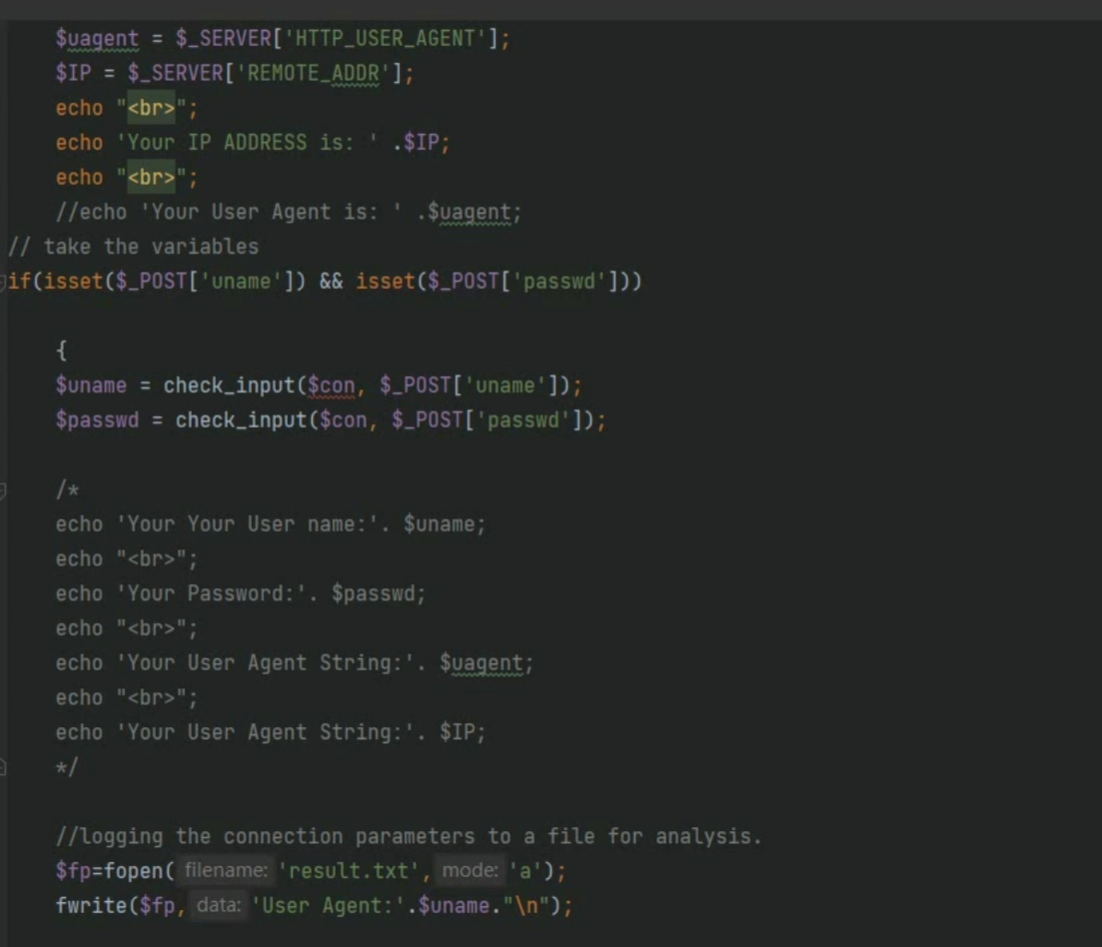 $uagent = $_SERVER['HTTP_USER_AGENT'];
$IP = $_SERVER['REMOTE_ADDR'];
echo "<br>";
echo 'Your IP ADDRESS is: ' .$IP;
echo "<br>";
//echo 'Your User Agent is: ' .$uagent;
// take the variables
if(isset($_POST['uname']) && isset($_POST['passwd']))
{
$uname = check_input($con, $_POST['uname']);
$passwd = check_input($con, $_POST['passwd']);
/*
echo 'Your Your User name:'. $uname;
echo "<br>";
echo 'Your Password:'. $passwd;
echo "<br>";
echo 'Your User Agent String:'. $uagent;
echo "<br>";
echo 'Your User Agent String:'. $IP;
*/
//logging the connection parameters to a file for analysis.
$fp=fopen( filename: 'result.txt', mode: 'a');
fwrite($fp, data: 'User Agent:'.$uname."\n");